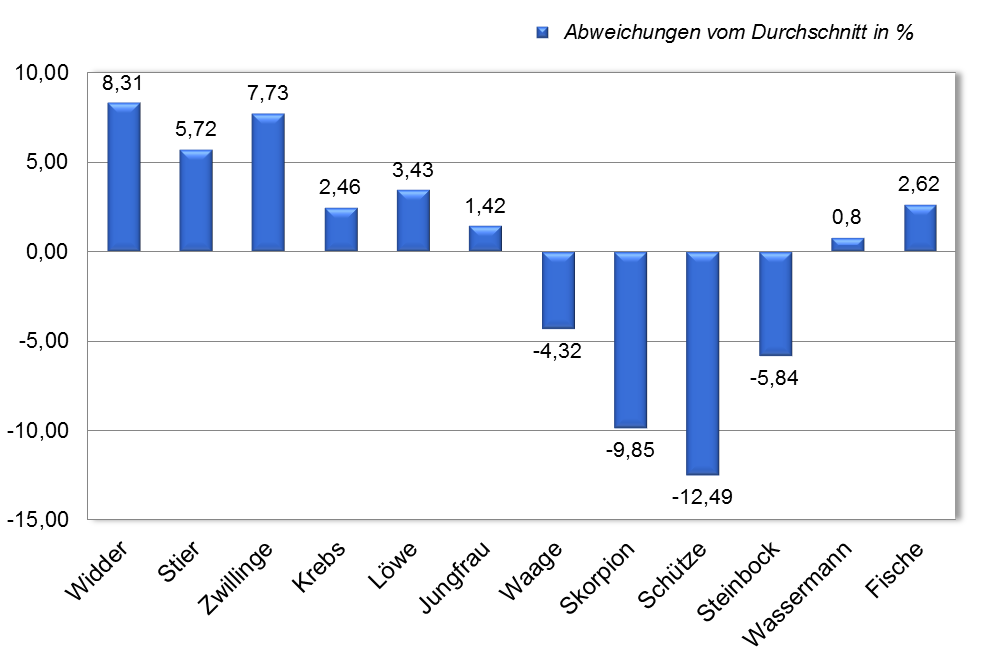 Abweichungen vom Durchschnitt in %
10,00
5,00
0,00
-5,00
-10,00
-15,00
8,31
5,72
7,73
2,46
3,43
1,42
-4,32
-9,85
-12,49
-5,84
0,8
2,62
Widder
Stier
Zwillinge
Krebs
Löwe
Jungfrau
Waage
Skorpion
Schütze
Steinbock
Wassermann
Fische